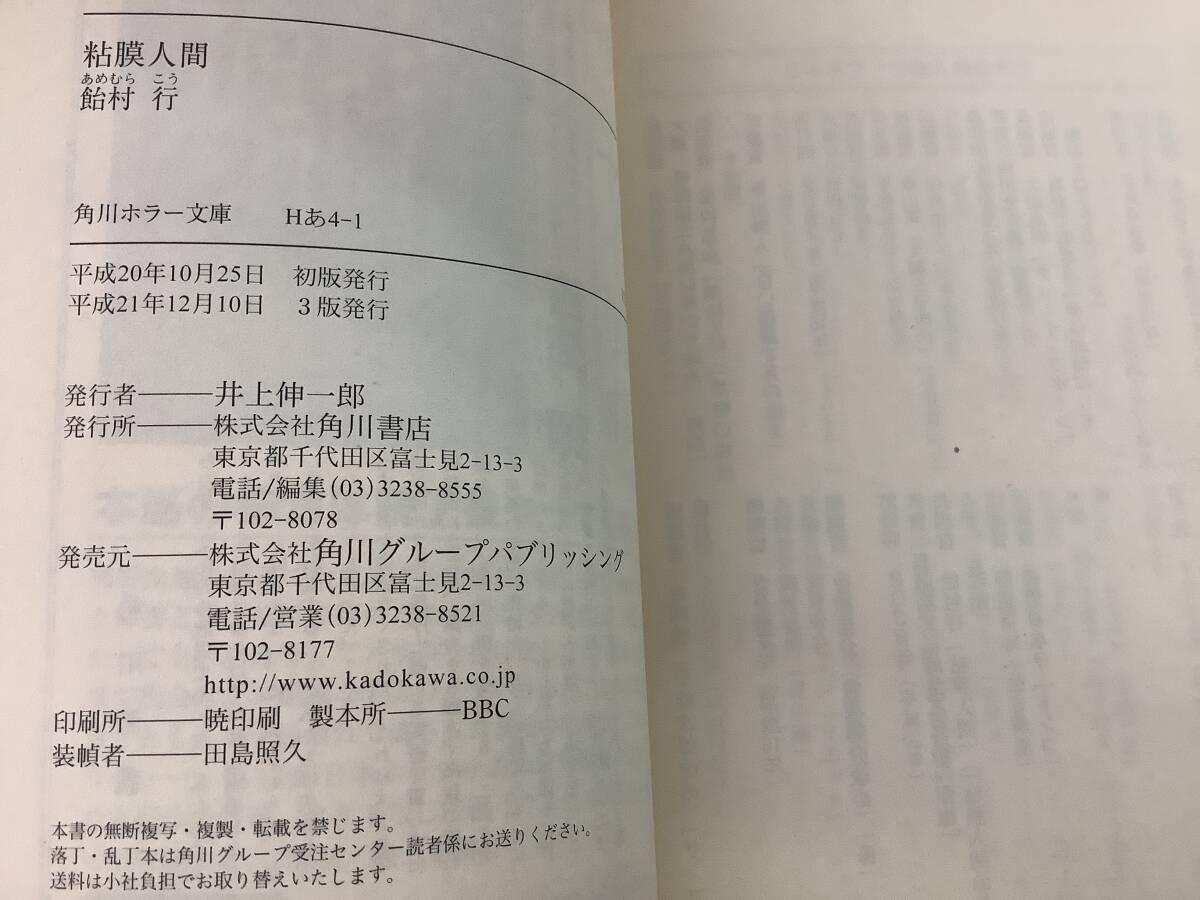 粘膜人間
あめむら こう
飴村 行
角川ホラー文庫 Hあ4-1
平成20年10月25日 初版発行
平成21年12月10日 3版発行
発行者———井上伸一郎
発行所———株式会社角川書店
東京都千代田区富士見2-13-3
電話/編集(03)3238-8555
〒102-8078
発売元———株式会社角川グループパブリッシング
東京都千代田区富士見2-13-3
電話/営業(03)3238-8521
〒102-8177
http://www.kadokawa.co.jp
印刷所———暁印刷 製本所———BBC
装幀者———田島照久
本書の無断複写・複製・転載を禁じます。
落丁・乱丁本は角川グループ受注センター読者係にお送りください。
送料は小社負担でお取り替えいたします。